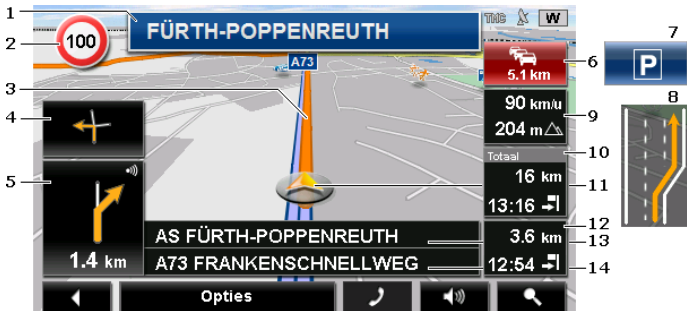 1
FÜRTH-POPPENREUTH
TMC
W
7
2
100
A73
5.1 km
6
P
8
3
90 km/u
9
204 m
4
Totaal
10
5
16 km
11
13:16
12
AS FÜRTH-POPPENREUTH
3.6 km
13
1.4 km
A73 FRANKENSCHNELLWEG
12:54
14
Opties